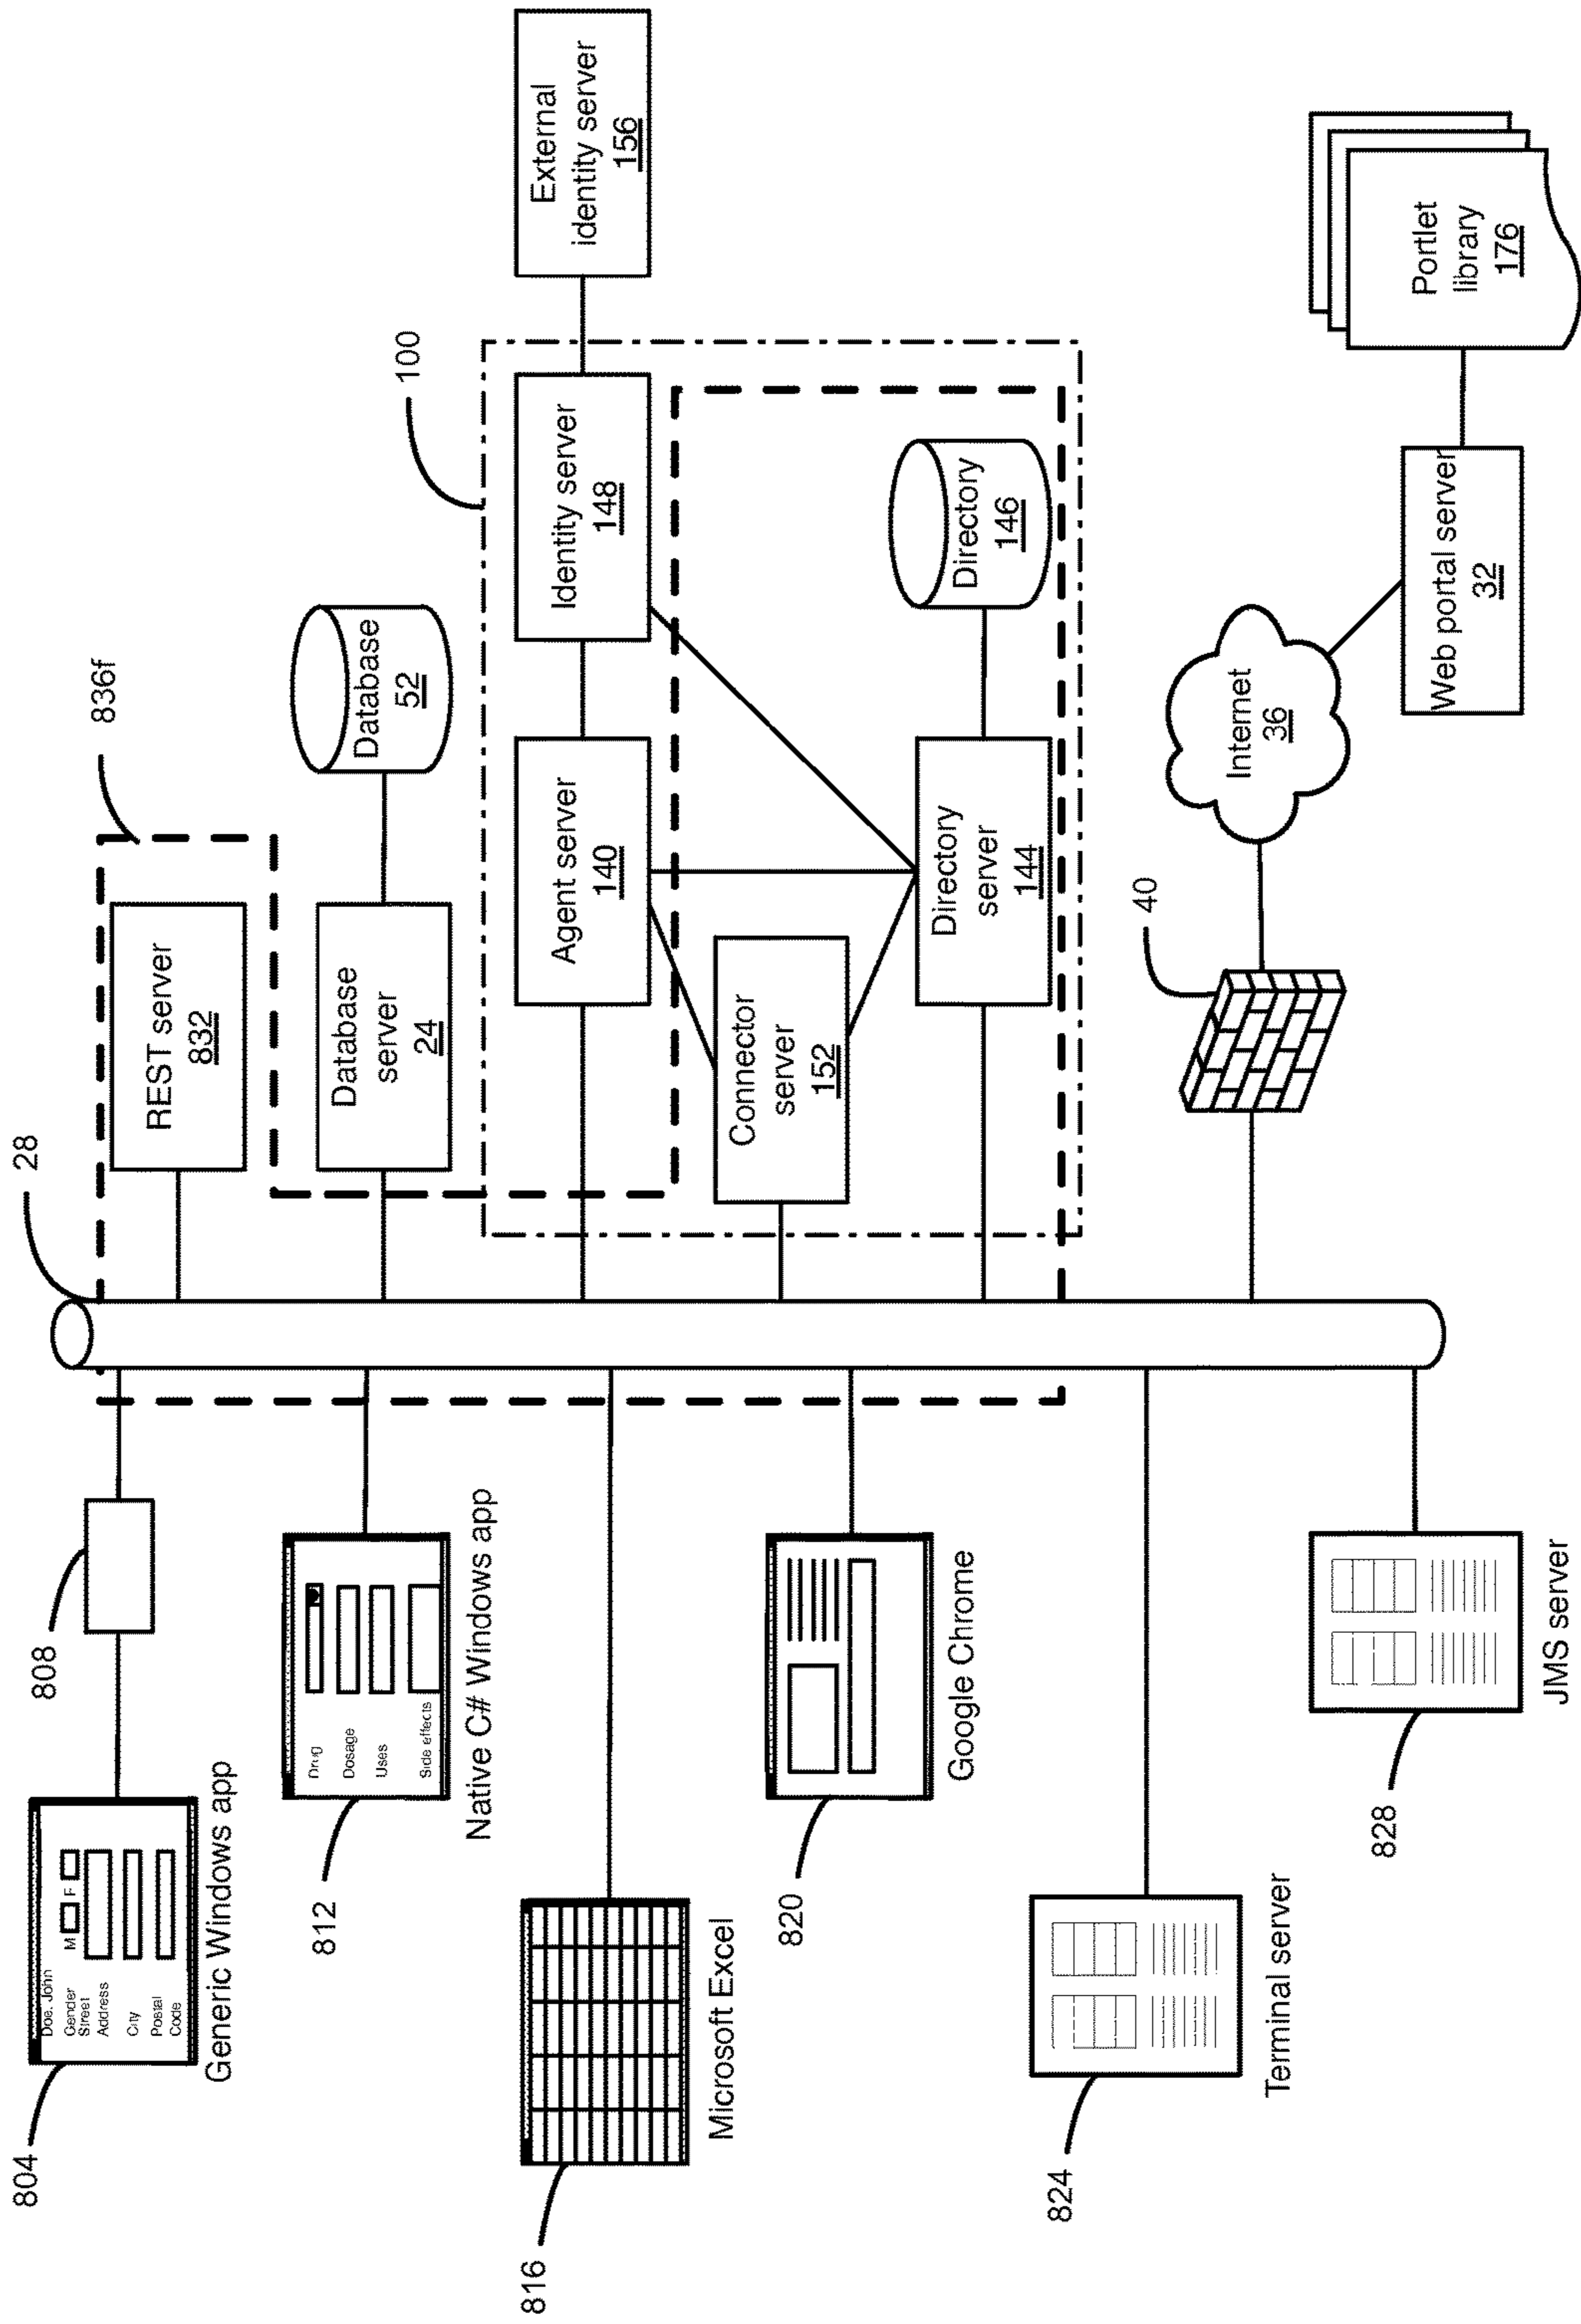 804
Doe, John
Gender
M F
Street
Address
City
Postal
Code
Generic Windows app
808
28
836f
REST server
832
812
Drug
Dosage
Uses
Side effects
Native C# Windows app
Database
server
24
Database
52
100
816
Microsoft Excel
Agent server
140
Identity server
148
External
identity server
156
820
Google Chrome
Connector
server
152
Directory
server
144
Directory
146
824
Terminal server
40
Internet
36
828
JMS server
Web portal server
32
Portlet
library
176